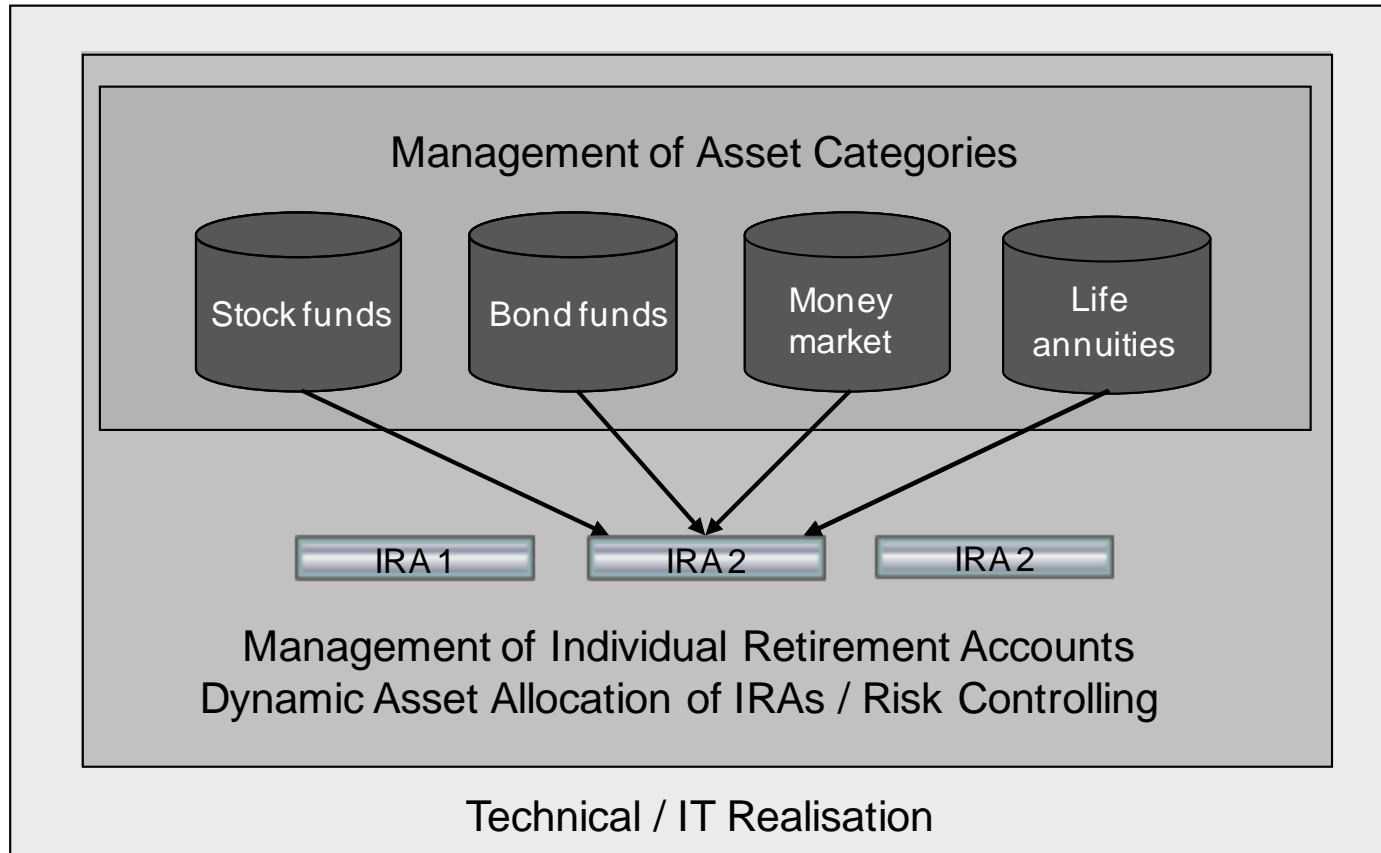 Management of Asset Categories
Stock funds
Bond funds
Money
market
Life
annuities
IRA 1
IRA 2
IRA 2
Management of Individual Retirement Accounts
Dynamic Asset Allocation of IRAs / Risk Controlling
Technical / IT Realisation